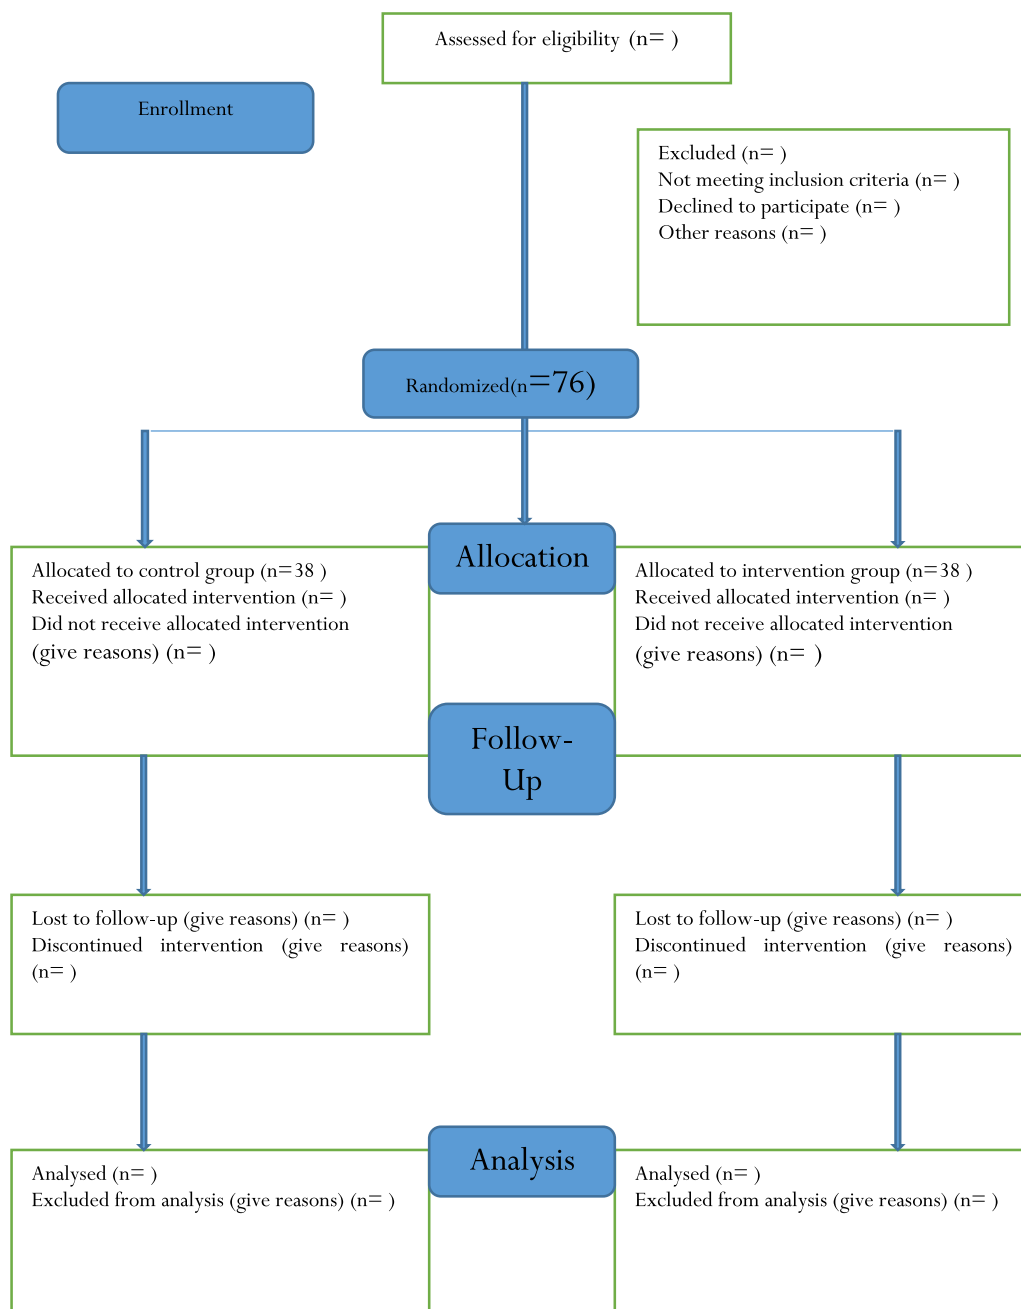 Assessed for eligibility (n= )
Enrollment
Excluded (n= )
Not meeting inclusion criteria (n= )
Declined to participate (n= )
Other reasons (n= )
Randomized(n=76)
Allocation
Allocated to control group (n=38 )
Received allocated intervention (n= )
Did not receive allocated intervention
(give reasons) (n= )
Allocated to intervention group (n=38 )
Received allocated intervention (n= )
Did not receive allocated intervention
(give reasons) (n= )
Follow-
Up
Lost to follow-up (give reasons) (n= )
Discontinued intervention (give reasons)
(n= )
Lost to follow-up (give reasons) (n= )
Discontinued intervention (give reasons)
(n= )
Analysis
Analysed (n= )
Excluded from analysis (give reasons) (n= )
Analysed (n= )
Excluded from analysis (give reasons) (n= )